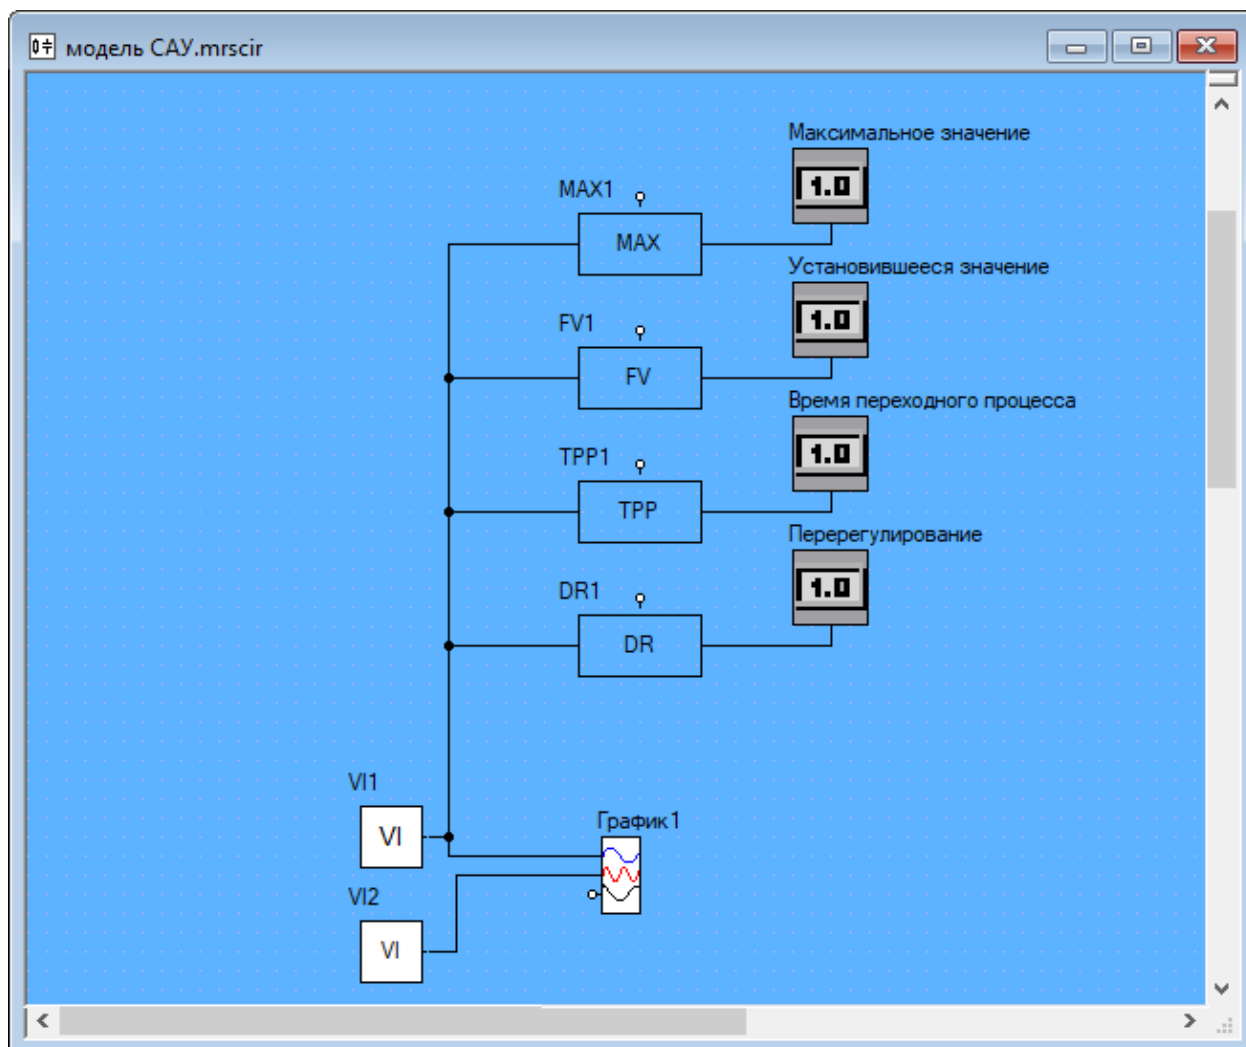 модель САУ.mrscir
Максимальное значение
1.0
MAX1
MAX
Установившееся значение
1.0
FV1
FV
Время переходного процесса
1.0
TPP1
TPP
Перерегулирование
1.0
DR1
DR
VI1
VI
График1
VI2
VI